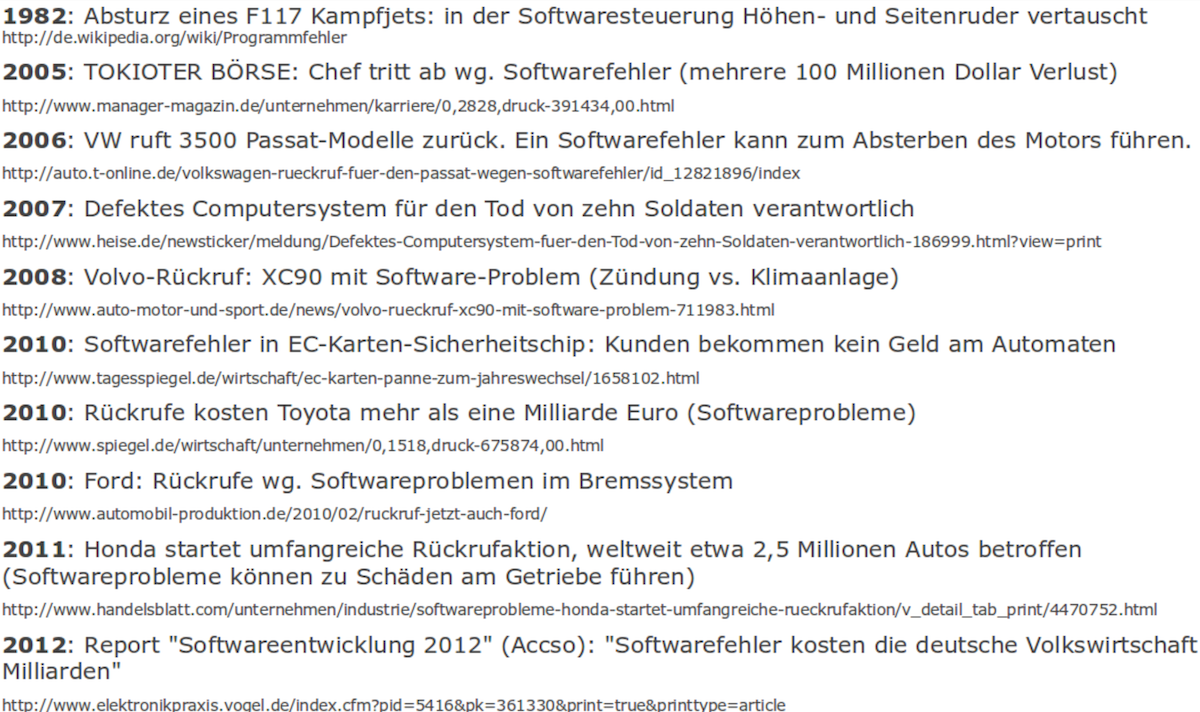 1982: Absturz eines F117 Kampfjets: in der Softwaresteuerung Höhen- und Seitenruder vertauscht
http://de.wikipedia.org/wiki/Programmfehler
2005: TOKIOTER BÖRSE: Chef tritt ab wg. Softwarefehler (mehrere 100 Millionen Dollar Verlust)
http://www.manager-magazin.de/unternehmen/karriere/0,2828,druck-391434,00.html
2006: VW ruft 3500 Passat-Modelle zurück. Ein Softwarefehler kann zum Absterben des Motors führen.
http://auto.t-online.de/volkswagen-rueckruf-fuer-den-passat-wegen-softwarefehler/id_12821896/index
2007: Defektes Computersystem für den Tod von zehn Soldaten verantwortlich
http://www.heise.de/newsticker/meldung/Defektes-Computersystem-fuer-den-Tod-von-zehn-Soldaten-verantwortlich-186999.html?view=print
2008: Volvo-Rückruf: XC90 mit Software-Problem (Zündung vs. Klimaanlage)
http://www.auto-motor-und-sport.de/news/volvo-rueckruf-xc90-mit-software-problem-711983.html
2010: Softwarefehler in EC-Karten-Sicherheitschip: Kunden bekommen kein Geld am Automaten
http://www.tagesspiegel.de/wirtschaft/ec-karten-panne-zum-jahreswechsel/1658102.html
2010: Rückrufe kosten Toyota mehr als eine Milliarde Euro (Softwareprobleme)
http://www.spiegel.de/wirtschaft/unternehmen/0,1518,druck-675874,00.html
2010: Ford: Rückrufe wg. Softwareproblemen im Bremssystem
http://www.automobil-produktion.de/2010/02/ruckruf-jetzt-auch-ford/
2011: Honda startet umfangreiche Rückrufaktion, weltweit etwa 2,5 Millionen Autos betroffen
(Softwareprobleme können zu Schäden am Getriebe führen)
http://www.handelsblatt.com/unternehmen/industrie/softwareprobleme-honda-startet-umfangreiche-rueckrufaktion/v_detail_tab_print/4470752.html
2012: Report "Softwareentwicklung 2012" (Accso): "Softwarefehler kosten die deutsche Volkswirtschaft
Milliarden"
http://www.elektronikpraxis.vogel.de/index.cfm?pid=5416&pk=361330&print=true&printtype=article